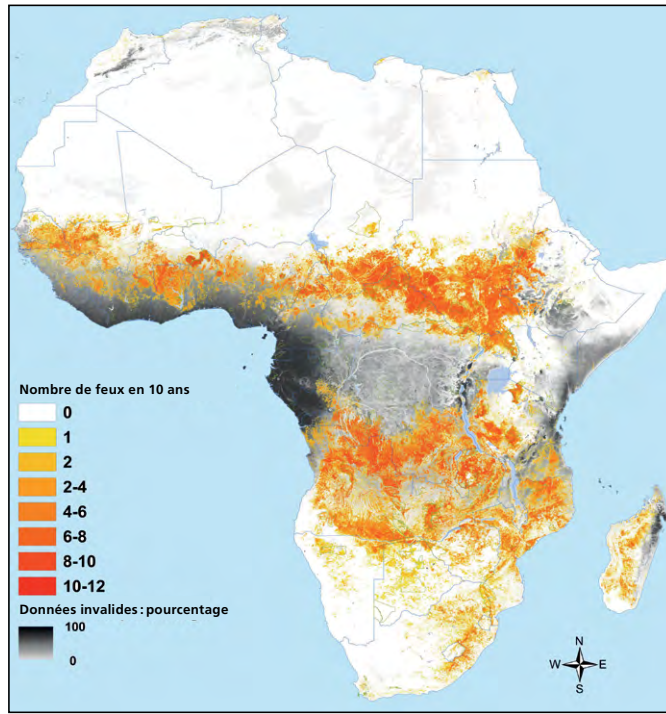 Nombre de feux en 10 ans
0
1
2
2-4
4-6
6-8
8-10
10-12
Données invalides : pourcentage
100
0
N
W E
S